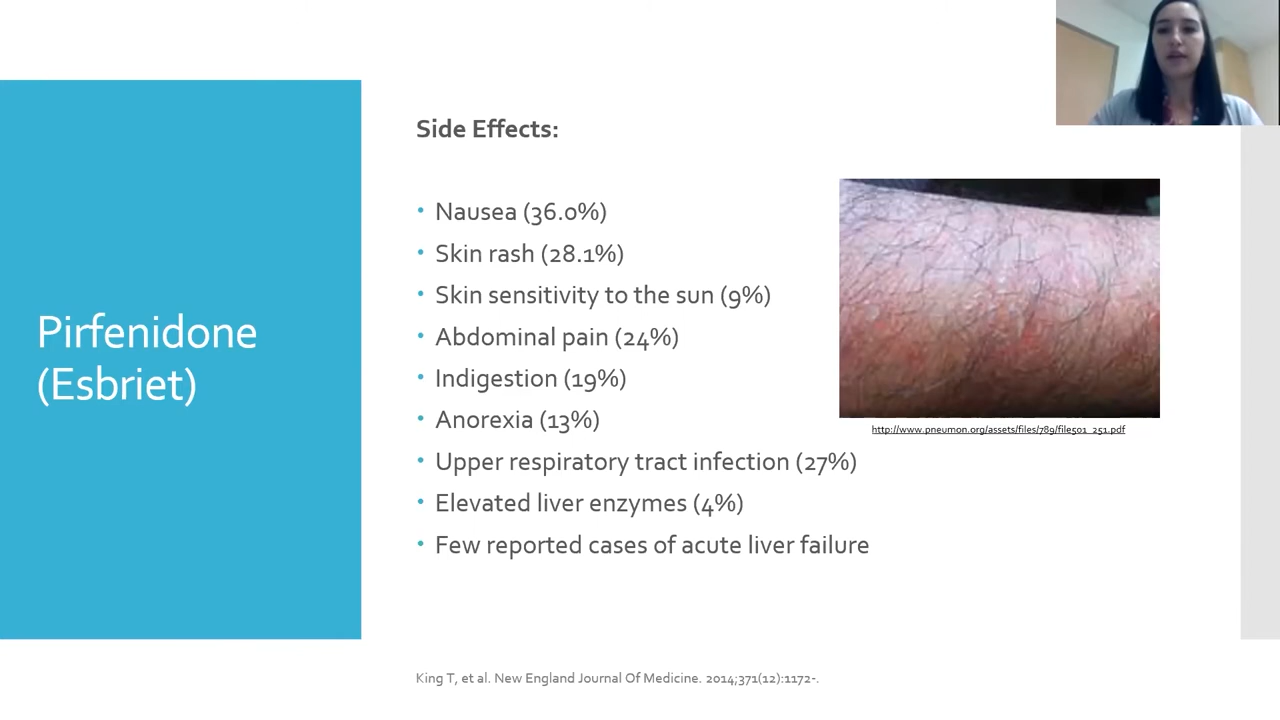 Pirfenidone
(Esbriet)
Side Effects:
• Nausea (36.0%)
• Skin rash (28.1%)
• Skin sensitivity to the sun (9%)
• Abdominal pain (24%)
• Indigestion (19%)
• Anorexia (13%)
• Upper respiratory tract infection (27%)
• Elevated liver enzymes (4%)
• Few reported cases of acute liver failure
http://www.pneumon.org/assets/files/789/file501_251.pdf
King T, et al. New England Journal Of Medicine. 2014;371(12):1172-.